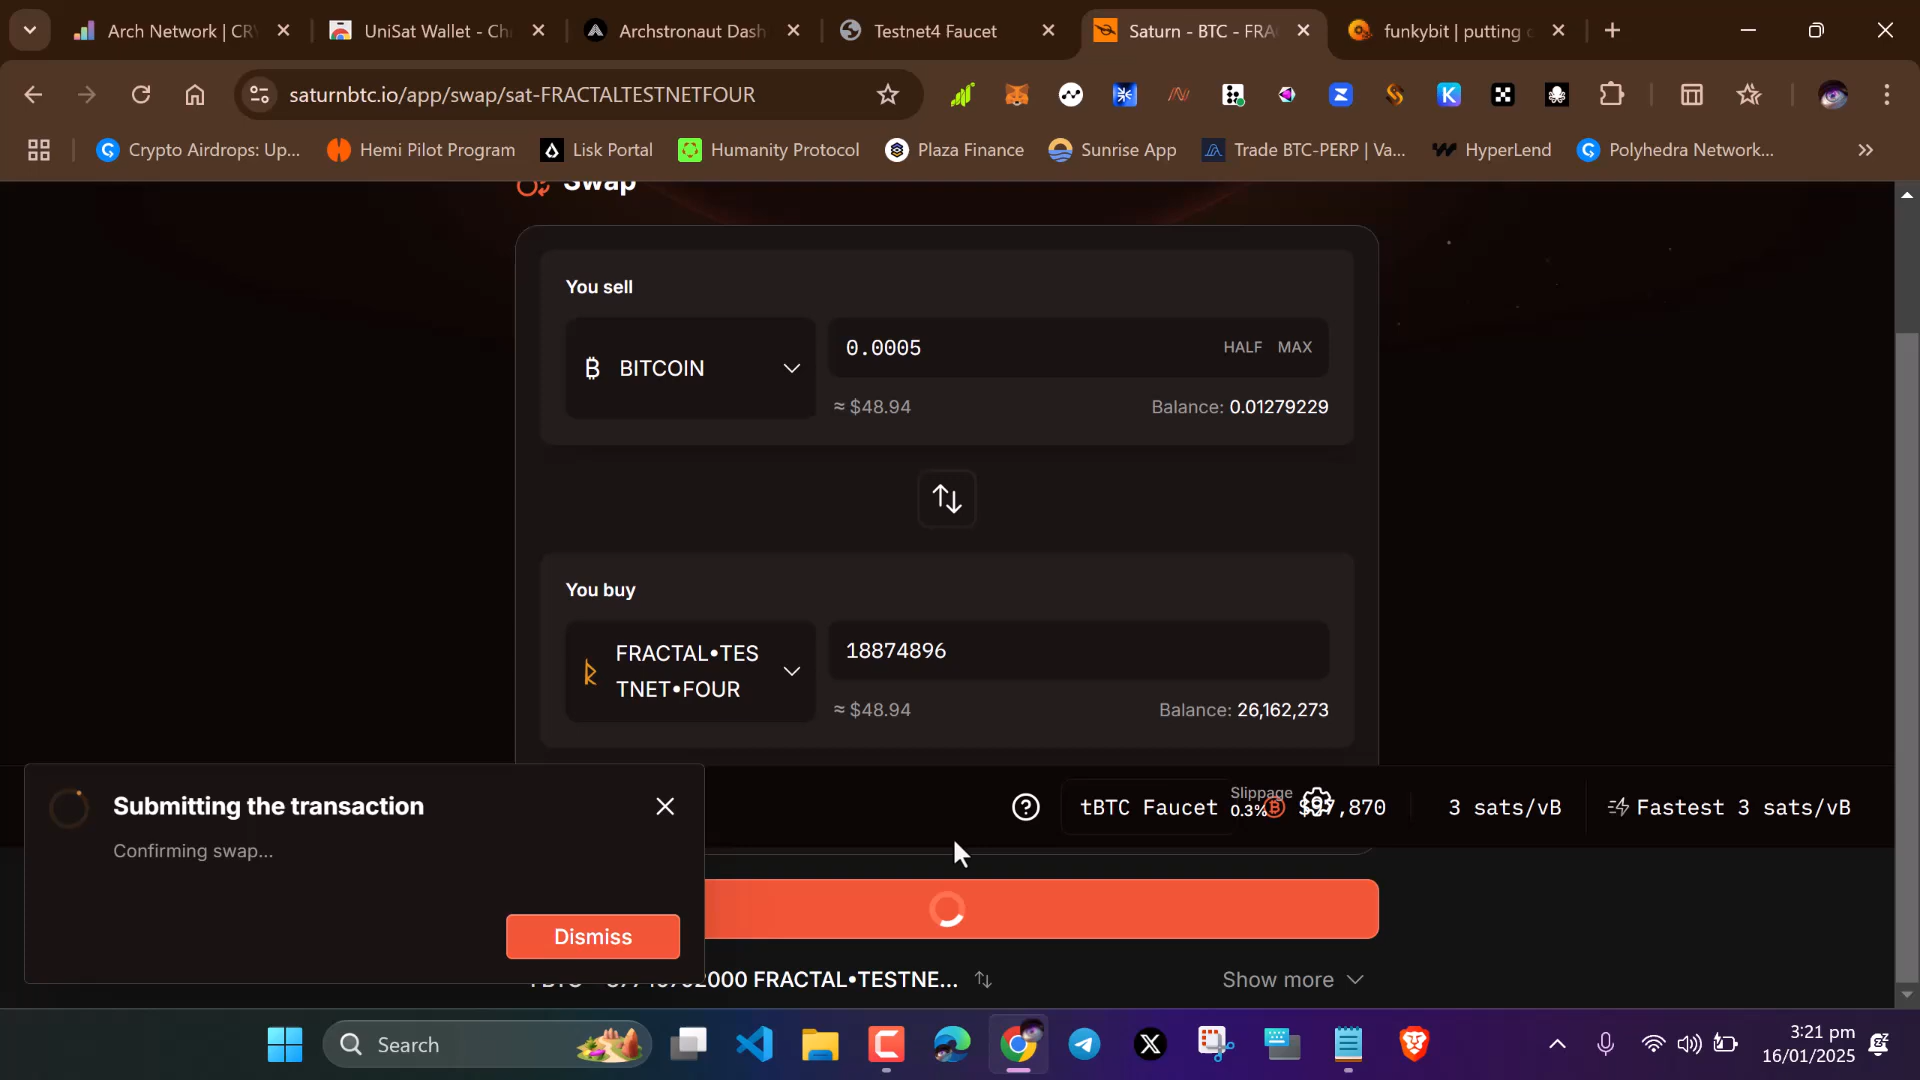 Arch Network | CR
UniSat Wallet - Ch
Archstronaut Dash
Testnet4 Faucet
Saturn - BTC - FRA
funkybit | putting
saturnbtc.io/app/swap/sat-FRACTALTESTNETFOUR
Crypto Airdrops: Up...
Hemi Pilot Program
Lisk Portal
Humanity Protocol
Plaza Finance
Sunrise App
Trade BTC-PERP | Va...
HyperLend
Polyhedra Network...
Swap
You sell
BITCOIN
0.0005
HALF MAX
≈ $48.94
Balance: 0.01279229
You buy
FRACTAL•TES
TNET•FOUR
18874896
≈ $48.94
Balance: 26,162,273
Submitting the transaction
Confirming swap...
Dismiss
tBTC Faucet
Slippage
0.3%
3 sats/vB
Fastest 3 sats/vB
FRACTAL•TESTNE...
Show more
Search
3:21 pm
16/01/2025